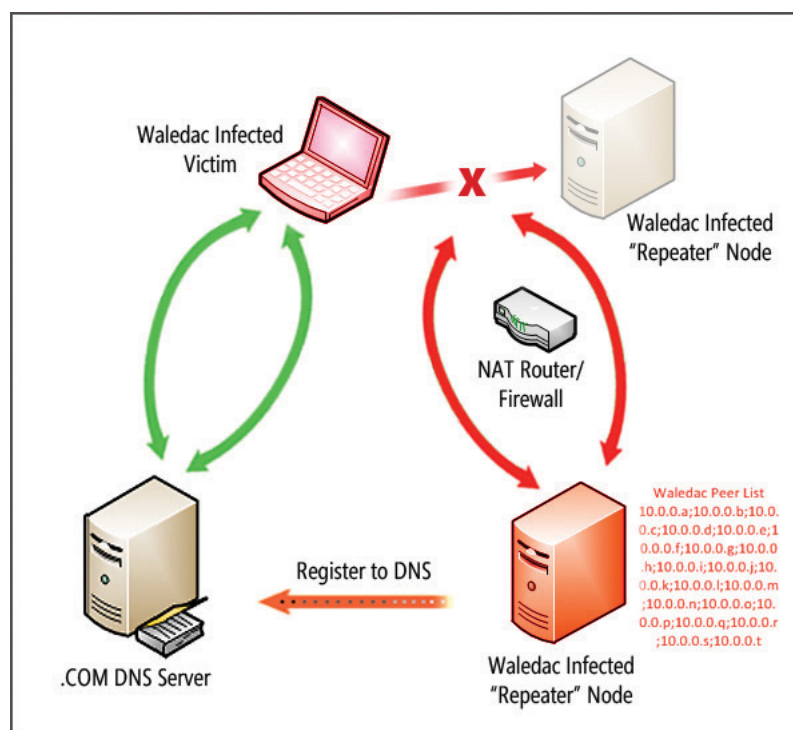 Waledac Infected
Victim
X
Waledac Infected
“Repeater” Node
NAT Router/
Firewall
Waledac Peer List
10.0.0.a;10.0.0.b;10.0.
0.c;10.0.0.d;10.0.0.e;1
0.0.0.f;10.0.0.g;10.0.0
.h;10.0.0.i;10.0.0.j;10.
0.0.k;10.0.0.l;10.0.0.m
;10.0.0.n;10.0.0.o;10.
0.0.p;10.0.0.q;10.0.0.r
;10.0.0.s;10.0.0.t
Register to DNS
.COM DNS Server
Waledac Infected
“Repeater” Node